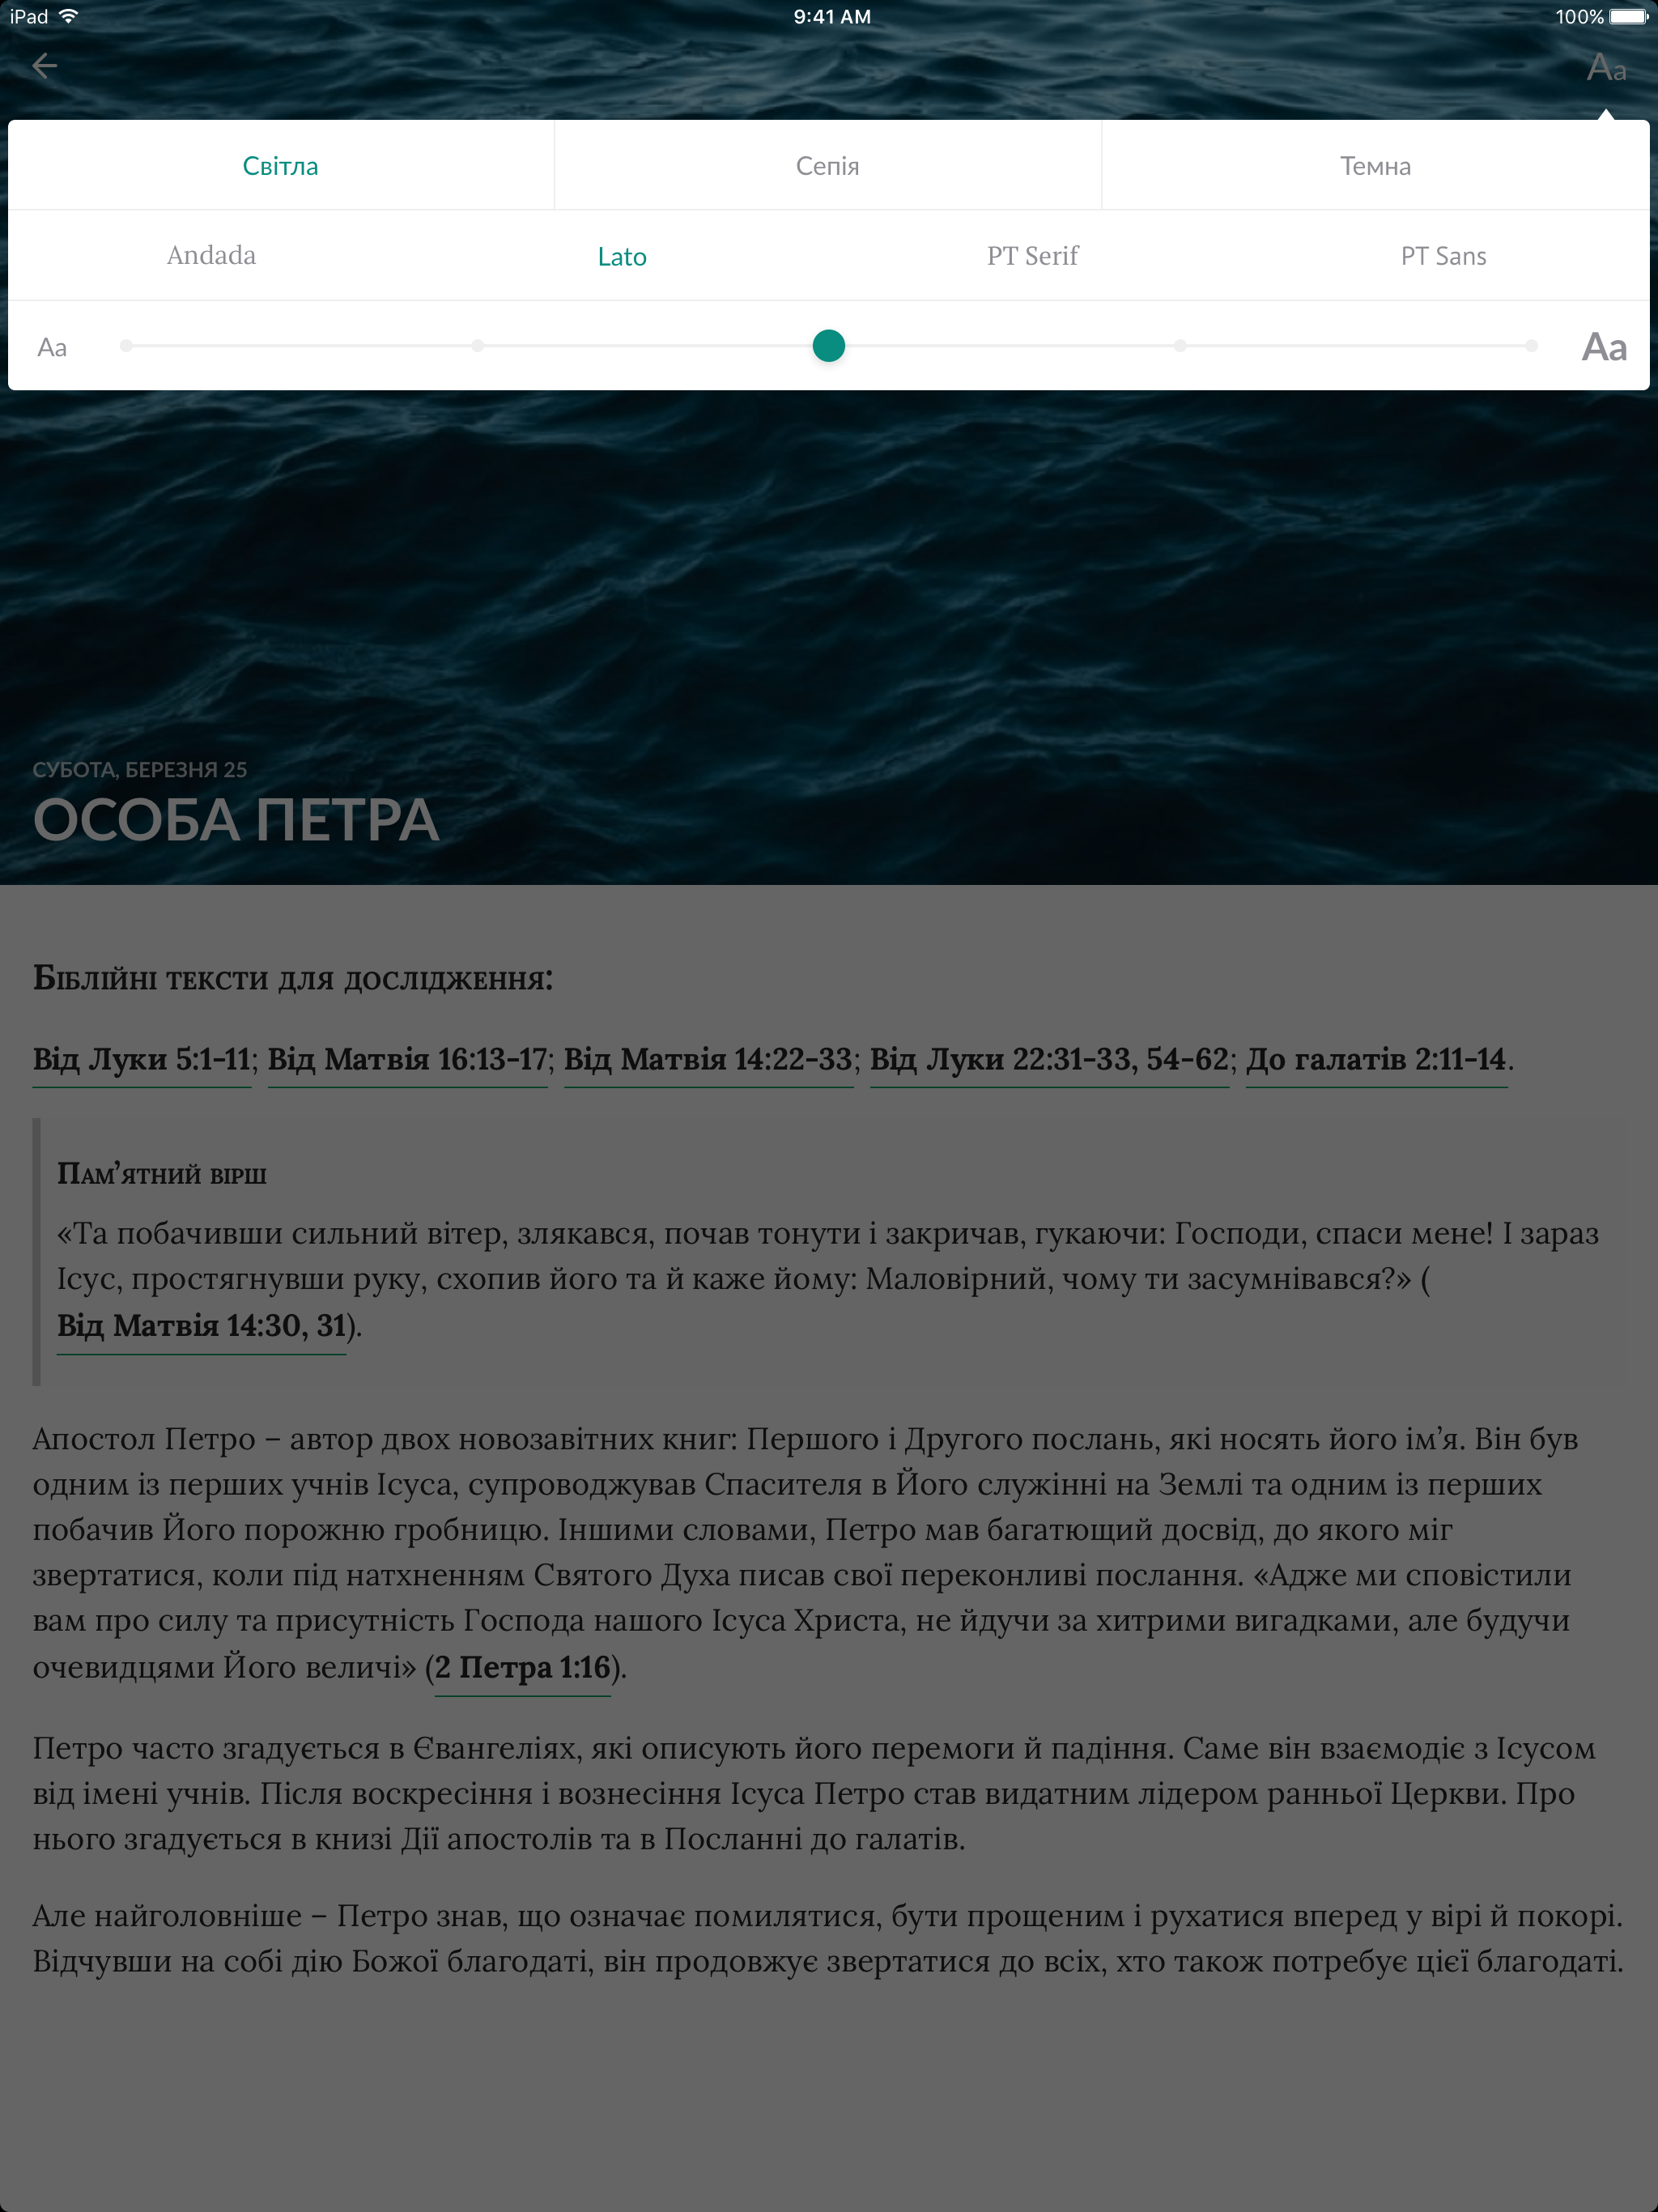 iPad 9:41 AM 100%
Aa
Світла Сепія Темна
Andada Lato PT Serif PT Sans
Aa Aa
СУБОТА, БЕРЕЗНЯ 25
ОСОБА ПЕТРА
Біблійні тексти для дослідження:
Від Луки 5:1-11; Від Матвія 16:13-17; Від Матвія 14:22-33; Від Луки 22:31-33, 54-62; До галатів 2:11-14.
Пам’ятний вірш
«Та побачивши сильний вітер, злякався, почав тонути і закричав, гукаючи: Господи, спаси мене! І зараз
Ісус, простягнувши руку, схопив його та й каже йому: Маловірний, чому ти засумнівався?» (
Від Матвія 14:30, 31).
Апостол Петро – автор двох новозавітних книг: Першого і Другого послань, які носять його ім’я. Він був
одним із перших учнів Ісуса, супроводжував Спасителя в Його служінні на Землі та одним із перших
побачив Його порожню гробницю. Іншими словами, Петро мав багатющий досвід, до якого міг
звертатися, коли під натхненням Святого Духа писав свої переконливі послання. «Адже ми сповістили
вам про силу та присутність Господа нашого Ісуса Христа, не йдучи за хитрими вигадками, але будучи
очевидцями Його величі» (2 Петра 1:16).
Петро часто згадується в Євангеліях, які описують його перемоги й падіння. Саме він взаємодіє з Ісусом
від імені учнів. Після воскресіння і вознесіння Ісуса Петро став видатним лідером ранньої Церкви. Про
нього згадується в книзі Дії апостолів та в Посланні до галатів.
Але найголовніше – Петро знав, що означає помилятися, бути прощеним і рухатися вперед у вірі й покорі.
Відчувши на собі дію Божої благодаті, він продовжує звертатися до всіх, хто також потребує цієї благодаті.